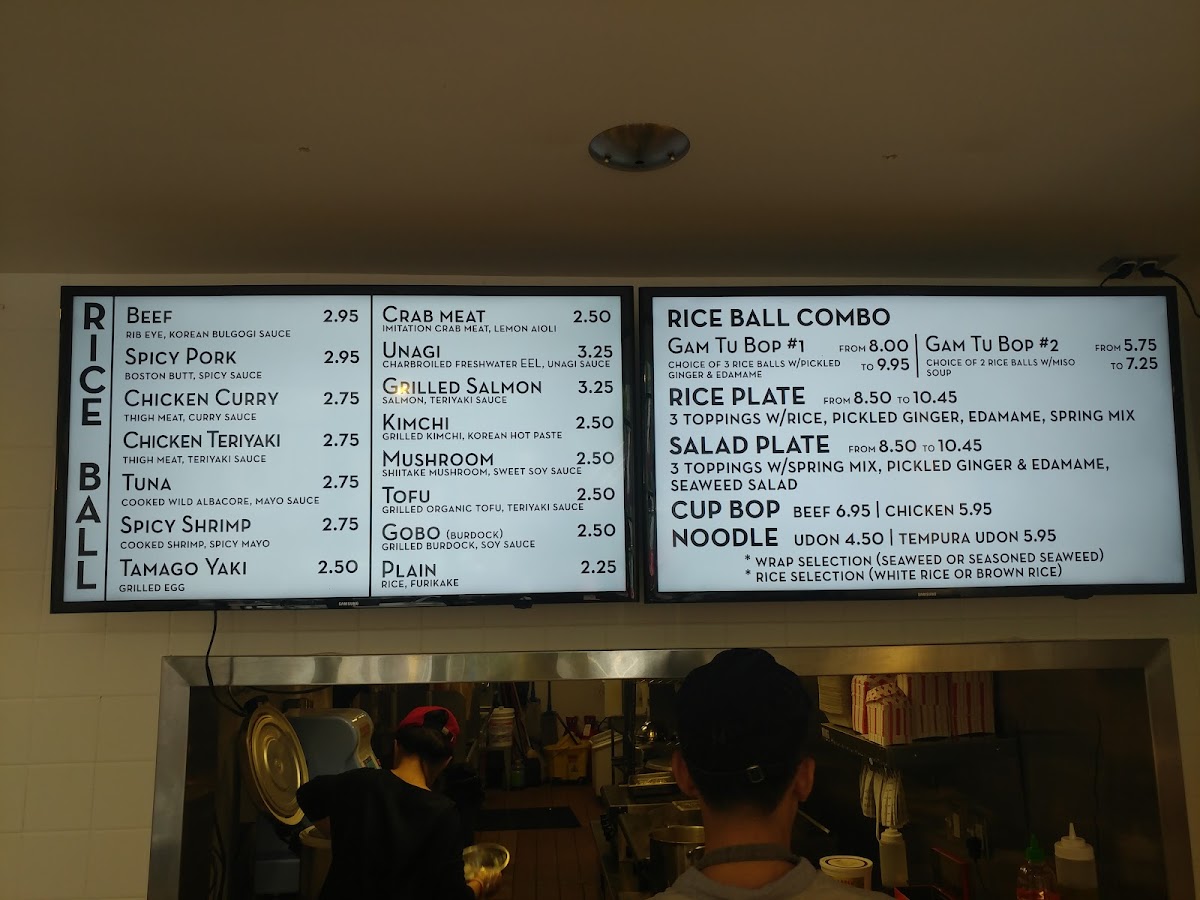 RICE BALL
BEEF 2.95
RIB EYE, KOREAN BULGOGI SAUCE
SPICY PORK 2.95
BOSTON BUTT, SPICY SAUCE
CHICKEN CURRY 2.75
THIGH MEAT, CURRY SAUCE
CHICKEN TERIYAKI 2.75
THIGH MEAT, TERIYAKI SAUCE
TUNA 2.75
COOKED WILD ALBACORE, MAYO SAUCE
SPICY SHRIMP 2.75
COOKED SHRIMP, SPICY MAYO
TAMAGO YAKI 2.50
GRILLED EGG
CRAB MEAT 2.50
IMITATION CRAB MEAT, LEMON AIOLI
UNAGI 3.25
CHARBROILED FRESHWATER EEL, UNAGI SAUCE
GRILLED SALMON 3.25
SALMON, TERIYAKI SAUCE
KIMCHI 2.50
GRILLED KIMCHI, KOREAN HOT PASTE
MUSHROOM 2.50
SHIITAKE MUSHROOM, SWEET SOY SAUCE
TOFU 2.50
GRILLED ORGANIC TOFU, TERIYAKI SAUCE
GOBO (BURDOCK) 2.50
GRILLED BURDOCK, SOY SAUCE
PLAIN 2.25
RICE, FURIKAKE
SAMSUNG
RICE BALL COMBO
GAM TU BOP #1 FROM 8.00
CHOICE OF 3 RICE BALLS W/PICKLED TO 9.95
GINGER & EDAMAME
GAM TU BOP #2 FROM 5.75
CHOICE OF 2 RICE BALLS W/MISO TO 7.25
SOUP
RICE PLATE FROM 8.50 TO 10.45
3 TOPPINGS W/RICE, PICKLED GINGER, EDAMAME, SPRING MIX
SALAD PLATE FROM 8.50 TO 10.45
3 TOPPINGS W/SPRING MIX, PICKLED GINGER & EDAMAME,
SEAWEED SALAD
CUP BOP BEEF 6.95 | CHICKEN 5.95
NOODLE UDON 4.50 | TEMPURA UDON 5.95
* WRAP SELECTION (SEAWEED OR SEASONED SEAWEED)
* RICE SELECTION (WHITE RICE OR BROWN RICE)
SAMSUNG